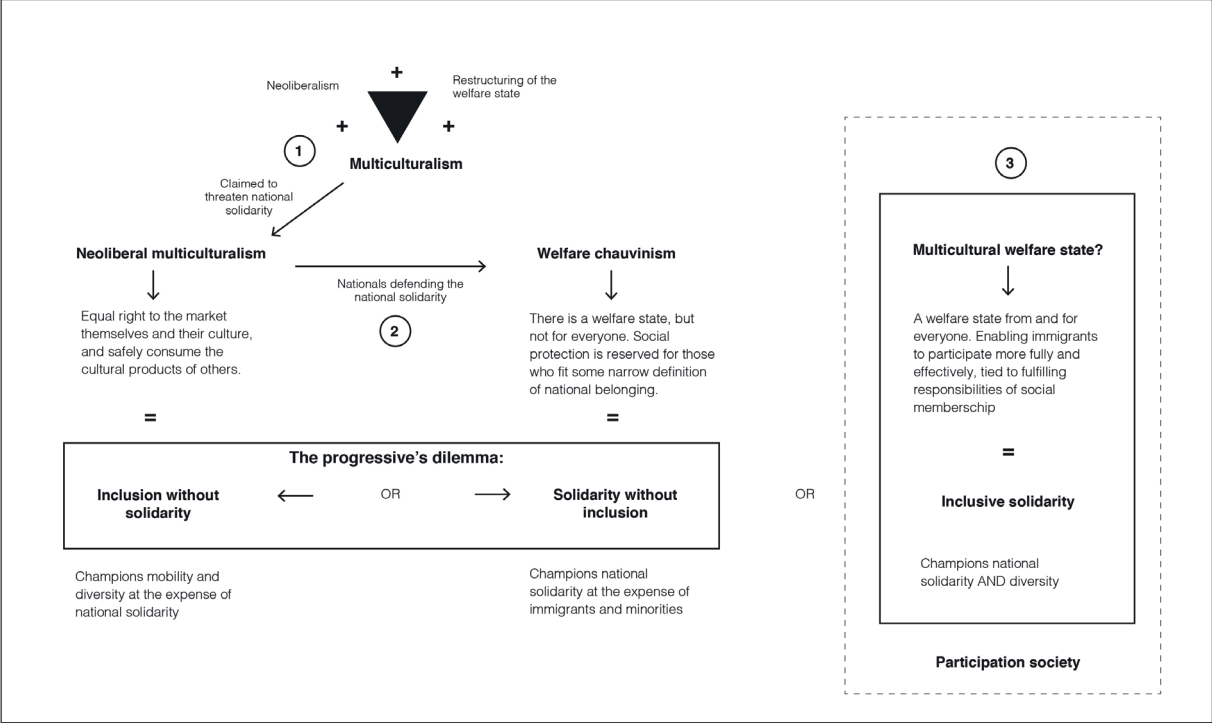 +
Neoliberalism
Restructuring of the
welfare state
+
+
1
Multiculturalism
Claimed to
threaten national
solidarity
Neoliberal multiculturalism
Equal right to the market
themselves and their culture,
and safely consume the
cultural products of others.
=
Nationals defending the
national solidarity
2
Welfare chauvinism
There is a welfare state, but
not for everyone. Social
protection is reserved for those
who fit some narrow definition
of national belonging.
=
The progressive's dilemma:
Inclusion without
solidarity
OR
Solidarity without
inclusion
Champions mobility and
diversity at the expense of
national solidarity
Champions national
solidarity at the expense of
immigrants and minorities
OR
3
Multicultural welfare state?
A welfare state from and for
everyone. Enabling immigrants
to participate more fully and
effectively, tied to fulfilling
responsibilities of social
memberschip
=
Inclusive solidarity
Champions national
solidarity AND diversity
Participation society